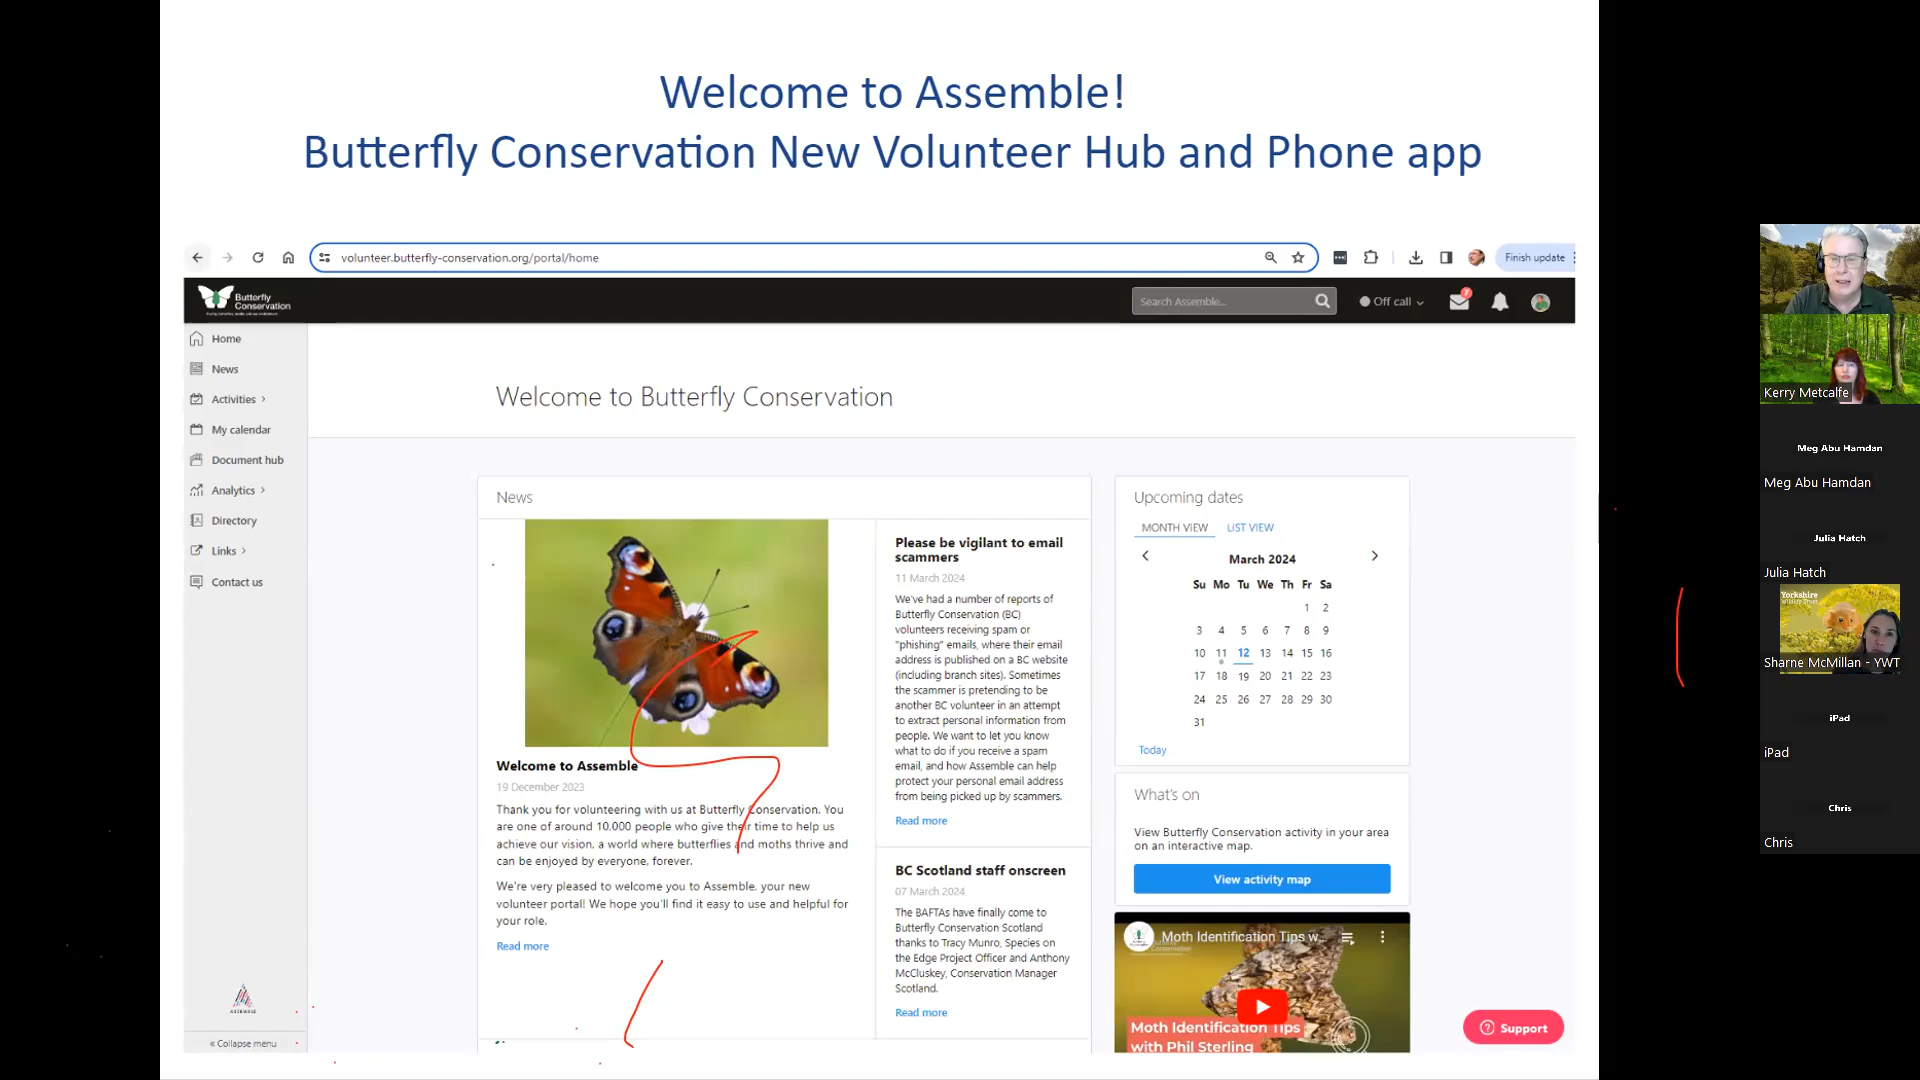 Welcome to Assemble!
Butterfly Conservation New Volunteer Hub and Phone app
volunteer.butterfly-conservation.org/portal/home
Finish update
Butterfly
Conservation
Search Assemble...
Off call
7
Home
News
Activities
My calendar
Document hub
Analytics
Directory
Links
Contact us
ASSEMBLE
« Collapse menu
Welcome to Butterfly Conservation
News
Welcome to Assemble
19 December 2023
Thank you for volunteering with us at Butterfly Conservation. You
are one of around 10,000 people who give their time to help us
achieve our vision, a world where butterflies and moths thrive and
can be enjoyed by everyone, forever.
We're very pleased to welcome you to Assemble, your new
volunteer portal! We hope you'll find it easy to use and helpful for
your role.
Read more
Please be vigilant to email
scammers
11 March 2024
We've had a number of reports of
Butterfly Conservation (BC)
volunteers receiving spam or
"phishing" emails, where their email
address is published on a BC website
(including branch sites). Sometimes
the scammer is pretending to be
another BC volunteer in an attempt
to extract personal information from
people. We want to let you know
what to do if you receive a spam
email, and how Assemble can help
protect your personal email address
from being picked up by scammers.
Read more
BC Scotland staff onscreen
07 March 2024
The BAFTAs have finally come to
Butterfly Conservation Scotland
thanks to Tracy Munro, Species on
the Edge Project Officer and Anthony
McCluskey, Conservation Manager
Scotland.
Read more
Upcoming dates
MONTH VIEW LIST VIEW
March 2024
Su Mo Tu We Th Fr Sa
1 2
3 4 5 6 7 8 9
10 11 12 13 14 15 16
17 18 19 20 21 22 23
24 25 26 27 28 29 30
31
Today
What's on
View Butterfly Conservation activity in your area
on an interactive map.
View activity map
Moth Identification Tips w...
Moth Identification Tips
with Phil Sterling
Support
Kerry Metcalfe
Meg Abu Hamdan
Meg Abu Hamdan
Julia Hatch
Julia Hatch
Yorkshire
Wildlife Trust
Sharne McMillan - YWT
iPad
iPad
Chris
Chris